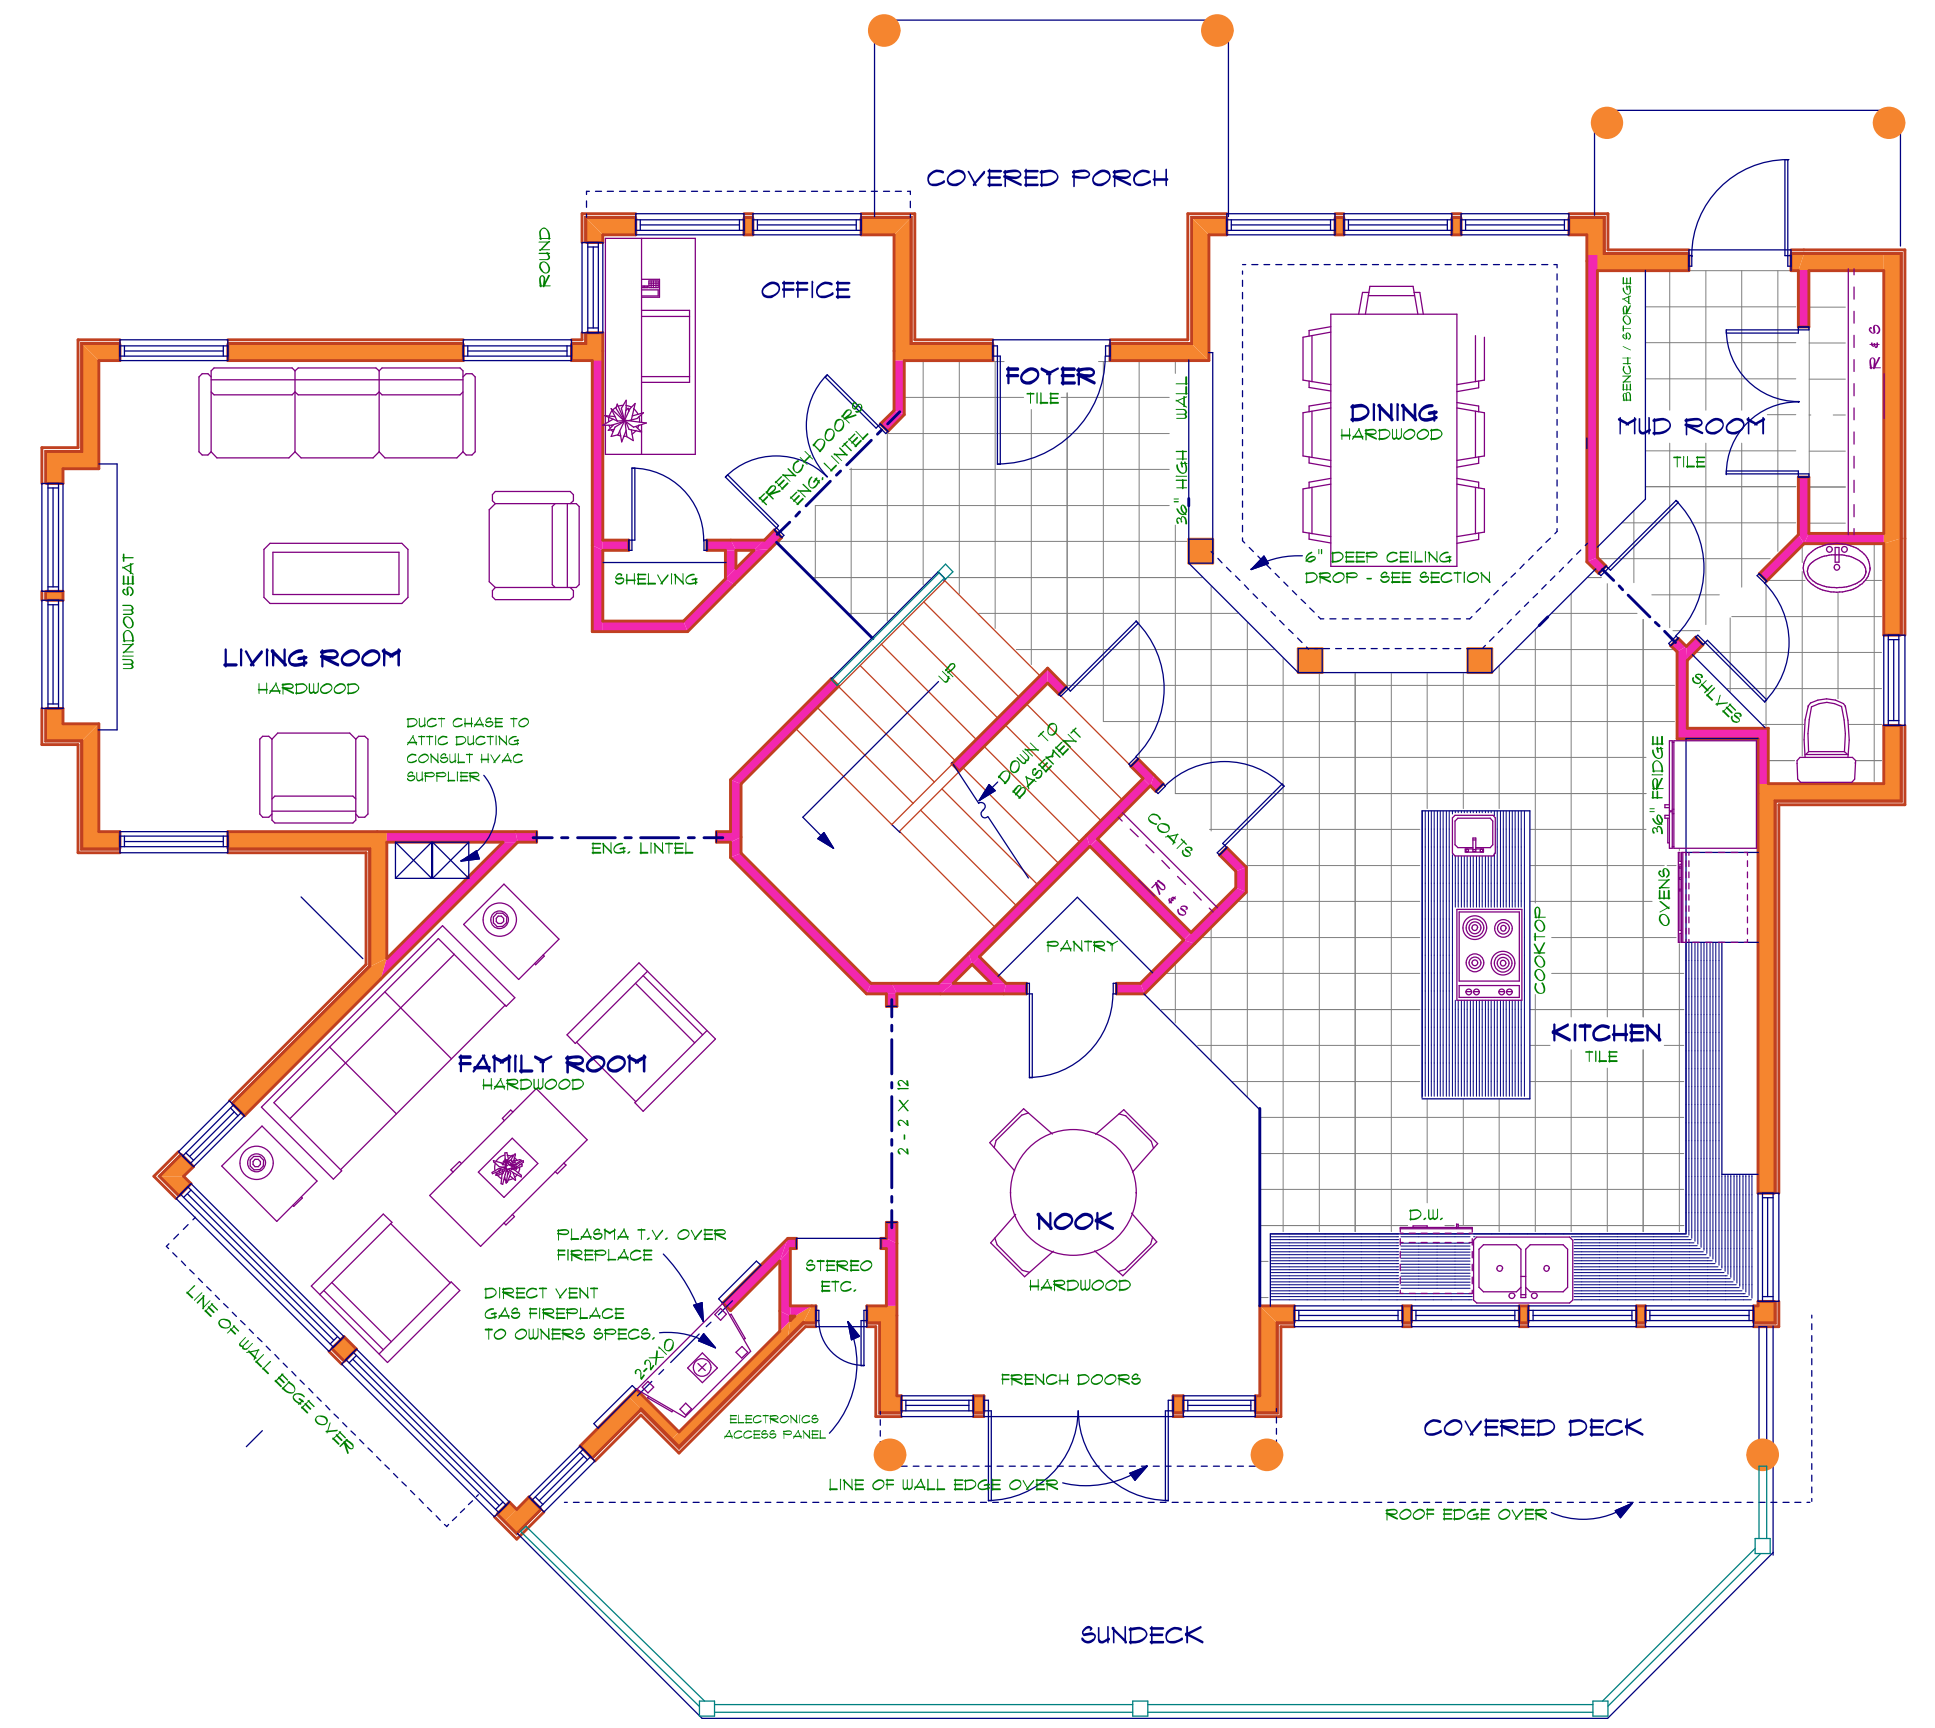 COVERED PORCH
ROUND
OFFICE
BENCH / STORAGE
R & S
FOYER
TILE
36" HIGH WALL
DINING
HARDWOOD
MUD ROOM
TILE
FRENCH DOORS
ENG. LINTEL
6" DEEP CEILING
DROP - SEE SECTION
SHELVING
WINDOW SEAT
LIVING ROOM
HARDWOOD
UP
SHLVES
DUCT CHASE TO
ATTIC DUCTING
CONSULT HVAC
SUPPLIER
DOWN TO
BASEMENT
36" FRIDGE
ENG. LINTEL
COATS
R & S
OVENS
PANTRY
COOKTOP
KITCHEN
TILE
FAMILY ROOM
HARDWOOD
2 - 2 X 12
NOOK
HARDWOOD
D.W.
PLASMA T.V. OVER
FIREPLACE
STEREO
ETC.
DIRECT VENT
GAS FIREPLACE
TO OWNERS SPECS.
2-2X10
LINE OF WALL EDGE OVER
FRENCH DOORS
ELECTRONICS
ACCESS PANEL
COVERED DECK
LINE OF WALL EDGE OVER
ROOF EDGE OVER
SUNDECK